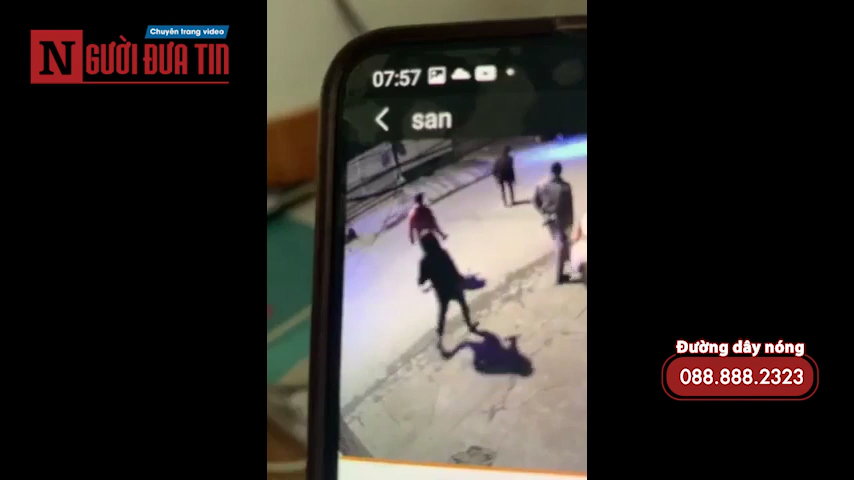 Chuyên trang video
NGƯỜI ĐƯA TIN
07:57
san
Đường dây nóng
088.888.2323